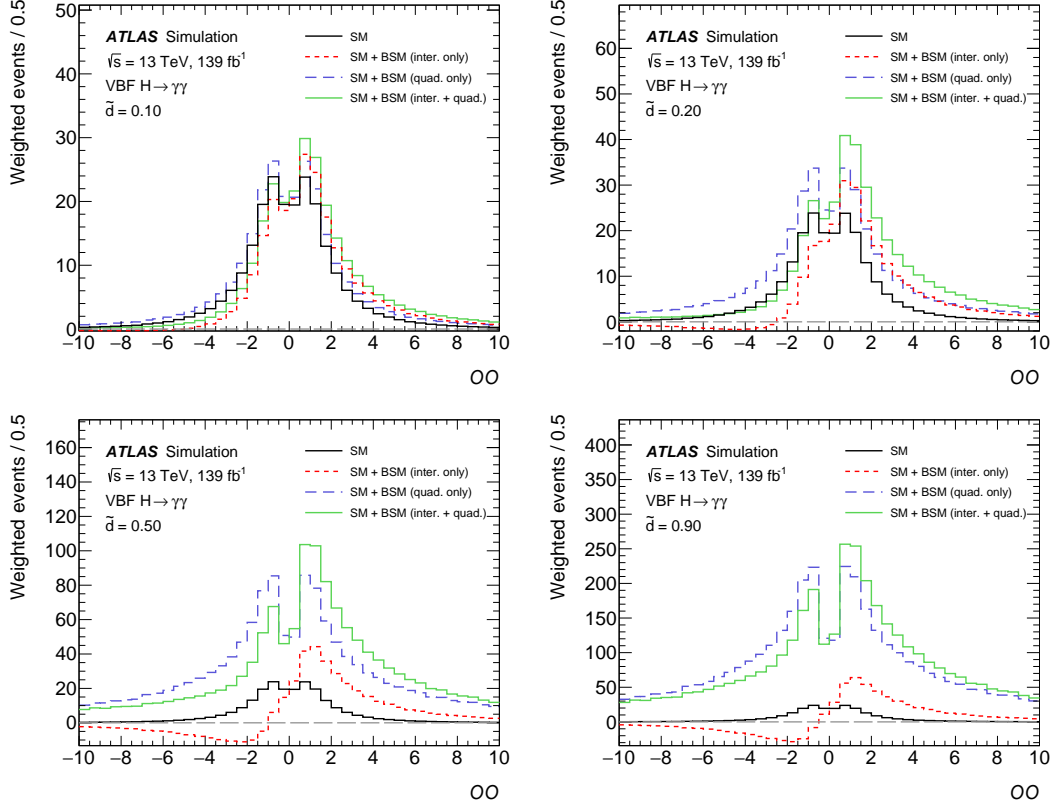 Weighted events / 0.5
ATLAS Simulation
√s = 13 TeV, 139 fb⁻¹
VBF H→γγ
d̃ = 0.10
SM
SM + BSM (inter. only)
SM + BSM (quad. only)
SM + BSM (inter. + quad.)
50
40
30
20
10
0
−10 −8 −6 −4 −2 0 2 4 6 8 10
OO
Weighted events / 0.5
ATLAS Simulation
√s = 13 TeV, 139 fb⁻¹
VBF H→γγ
d̃ = 0.20
SM
SM + BSM (inter. only)
SM + BSM (quad. only)
SM + BSM (inter. + quad.)
60
50
40
30
20
10
0
−10 −8 −6 −4 −2 0 2 4 6 8 10
OO
Weighted events / 0.5
ATLAS Simulation
√s = 13 TeV, 139 fb⁻¹
VBF H→γγ
d̃ = 0.50
SM
SM + BSM (inter. only)
SM + BSM (quad. only)
SM + BSM (inter. + quad.)
160
140
120
100
80
60
40
20
0
−10 −8 −6 −4 −2 0 2 4 6 8 10
OO
Weighted events / 0.5
ATLAS Simulation
√s = 13 TeV, 139 fb⁻¹
VBF H→γγ
d̃ = 0.90
SM
SM + BSM (inter. only)
SM + BSM (quad. only)
SM + BSM (inter. + quad.)
400
350
300
250
200
150
100
50
0
−10 −8 −6 −4 −2 0 2 4 6 8 10
OO